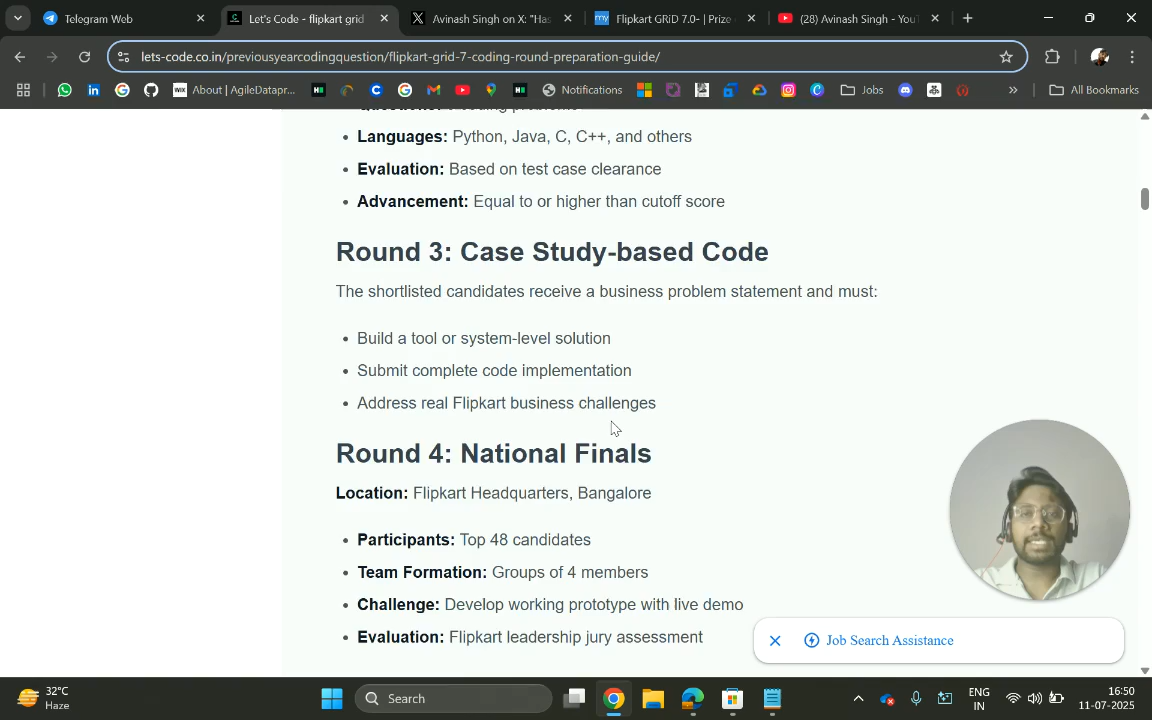 Telegram Web
Let's Code - flipkart grid
Avinash Singh on X: "Has
Flipkart GRiD 7.0- | Prize
(28) Avinash Singh - YouT
lets-code.co.in/previousyearcodingquestion/flipkart-grid-7-coding-round-preparation-guide/
About | AgileDatapr...
Notifications
Jobs
All Bookmarks
Languages: Python, Java, C, C++, and others
Evaluation: Based on test case clearance
Advancement: Equal to or higher than cutoff score
Round 3: Case Study-based Code
The shortlisted candidates receive a business problem statement and must:
Build a tool or system-level solution
Submit complete code implementation
Address real Flipkart business challenges
Round 4: National Finals
Location: Flipkart Headquarters, Bangalore
Participants: Top 48 candidates
Team Formation: Groups of 4 members
Challenge: Develop working prototype with live demo
Evaluation: Flipkart leadership jury assessment
Job Search Assistance
32°C
Haze
Search
ENG
IN
16:50
11-07-2025